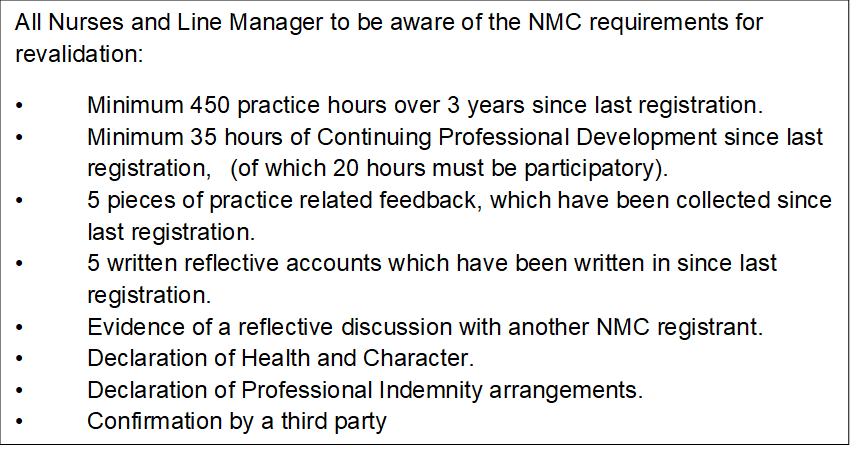 All Nurses and Line Manager to be aware of the NMC requirements for
revalidation:
• Minimum 450 practice hours over 3 years since last registration.
• Minimum 35 hours of Continuing Professional Development since last
registration, (of which 20 hours must be participatory).
• 5 pieces of practice related feedback, which have been collected since
last registration.
• 5 written reflective accounts which have been written in since last
registration.
• Evidence of a reflective discussion with another NMC registrant.
• Declaration of Health and Character.
• Declaration of Professional Indemnity arrangements.
• Confirmation by a third party